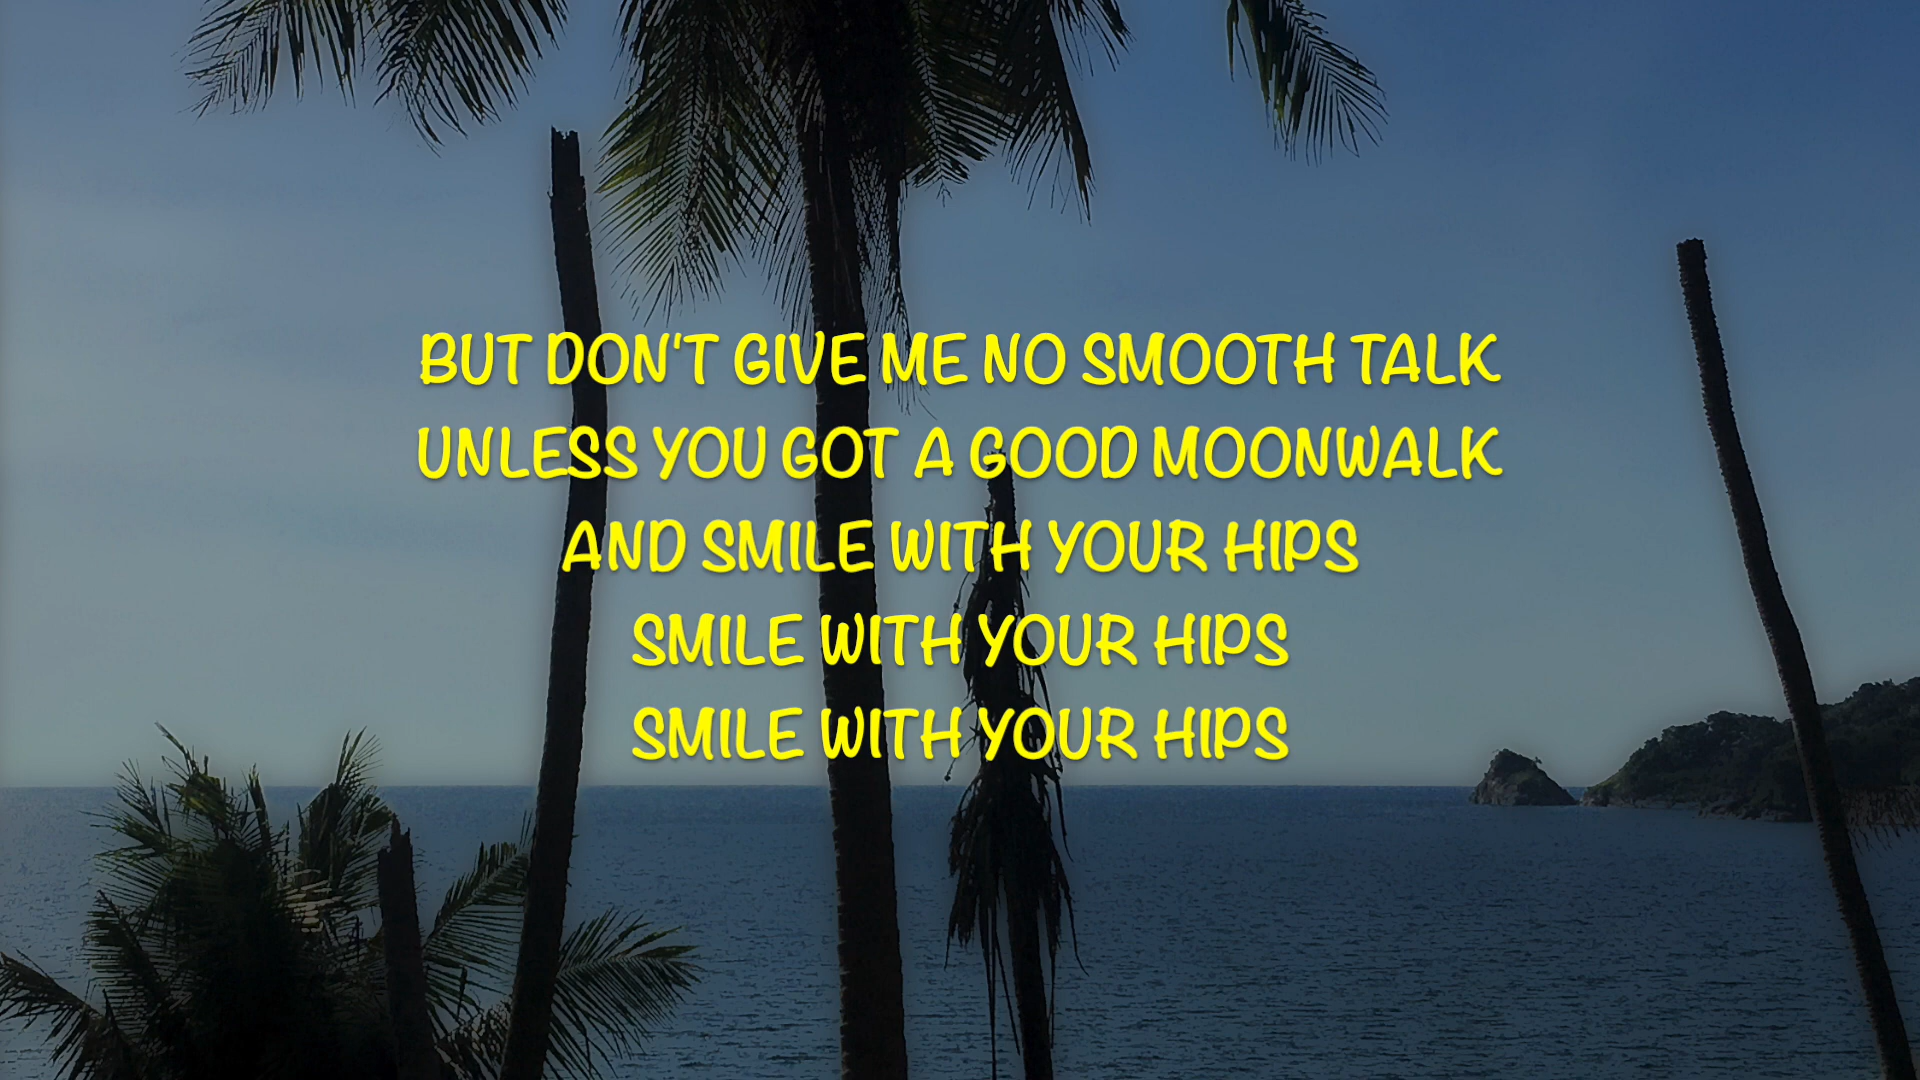 BUT DON'T GIVE ME NO SMOOTH TALK
UNLESS YOU GOT A GOOD MOONWALK
AND SMILE WITH YOUR HIPS
SMILE WITH YOUR HIPS
SMILE WITH YOUR HIPS